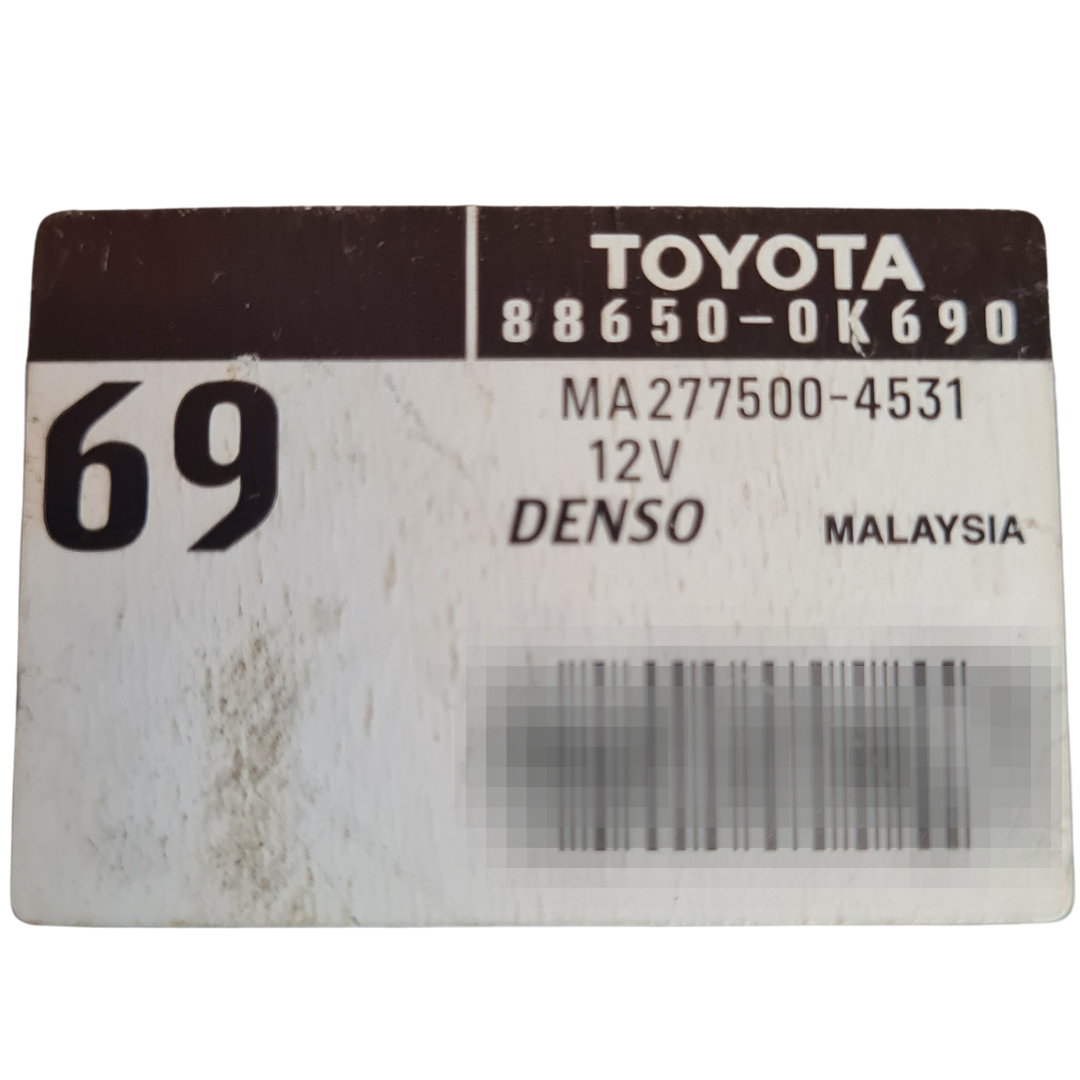 TOYOTA
88650-0K690
69
MA277500-4531
12V
DENSO MALAYSIA